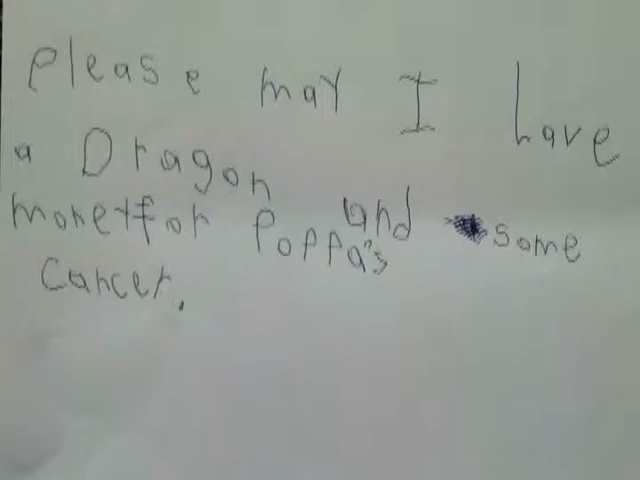 Please may I have
a Dragon
and some
money for Poppa's
Cancer.